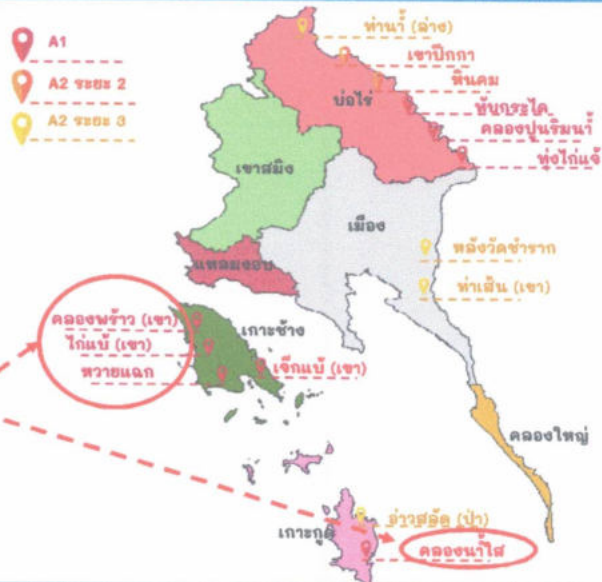 A1
A2 ระยะ 2
A2 ระยะ 3
ท่านา้ (ล่าง)
เขาปึกกา
หินคม
บ่อไร่
ทับกระได
คลองปูนริมนา้
ทุ่งไก่แจ้
เขาสมิง
เมือง
หลังวัดชำราก
แหลมงอบ
ท่าเส้น (เขา)
คลองพร้าว (เขา)
เกาะช้าง
ไก่แบ้ (เขา)
หวายแฉก
เจ๊กแบ้ (เขา)
คลองใหญ่
อ่าวสลัด (ป่า)
เกาะกูด
คลองนา้ใส